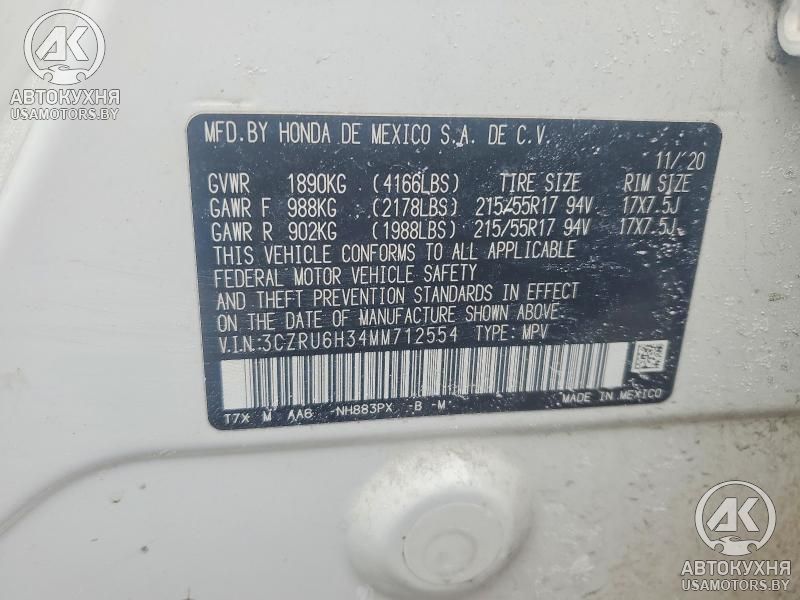 AK
АВТОКУХНЯ
USAMOTORS.BY
MFD.BY HONDA DE MEXICO S.A. DE C.V.
11/'20
GVWR 1890KG (4166LBS) TIRE SIZE RIM SIZE
GAWR F 988KG (2178LBS) 215/55R17 94V 17X7.5J
GAWR R 902KG (1988LBS) 215/55R17 94V 17X7.5J
THIS VEHICLE CONFORMS TO ALL APPLICABLE
FEDERAL MOTOR VEHICLE SAFETY
AND THEFT PREVENTION STANDARDS IN EFFECT
ON THE DATE OF MANUFACTURE SHOWN ABOVE.
V.I.N:3CZRU6H34MM712554 TYPE: MPV
T7X M AA6 -NH883PX -B -M
MADE IN MEXICO
AK
АВТОКУХНЯ
USAMOTORS.BY